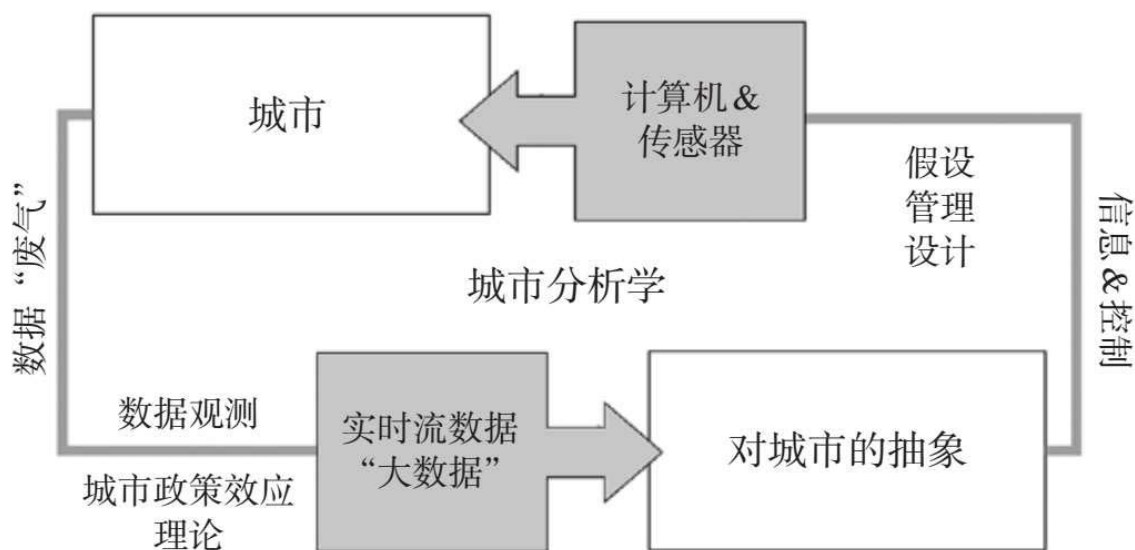 城市
计算机&
传感器
假设
管理
设计
信息&控制
数据“废气”
城市分析学
数据观测
城市政策效应
理论
实时流数据
“大数据”
对城市的抽象